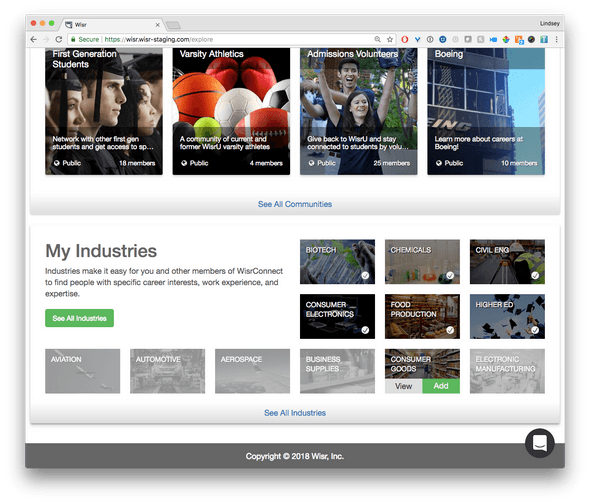 Wisr
Lindsey
Secure
https://wisr.wisr-staging.com/explore
First Generation
Students
Network with other first gen
students and get access to sp...
Public
18 members
Varsity Athletics
A community of current and
former WisrU varsity athletes
Public
4 members
Admissions Volunteers
Give back to WisrU and stay
connected to students by volu...
Public
25 members
Boeing
Learn more about careers at
Boeing!
Public
10 members
See All Communities
My Industries
Industries make it easy for you and other members of WisrConnect
to find people with specific career interests, work experience, and
expertise.
See All Industries
BIOTECH
CHEMICALS
CIVIL ENG
CONSUMER
ELECTRONICS
FOOD
PRODUCTION
HIGHER ED
AVIATION
AUTOMOTIVE
AEROSPACE
BUSINESS
SUPPLIES
CONSUMER
GOODS
View
Add
ELECTRONIC
MANUFACTURING
See All Industries
Copyright © 2018 Wisr, Inc.